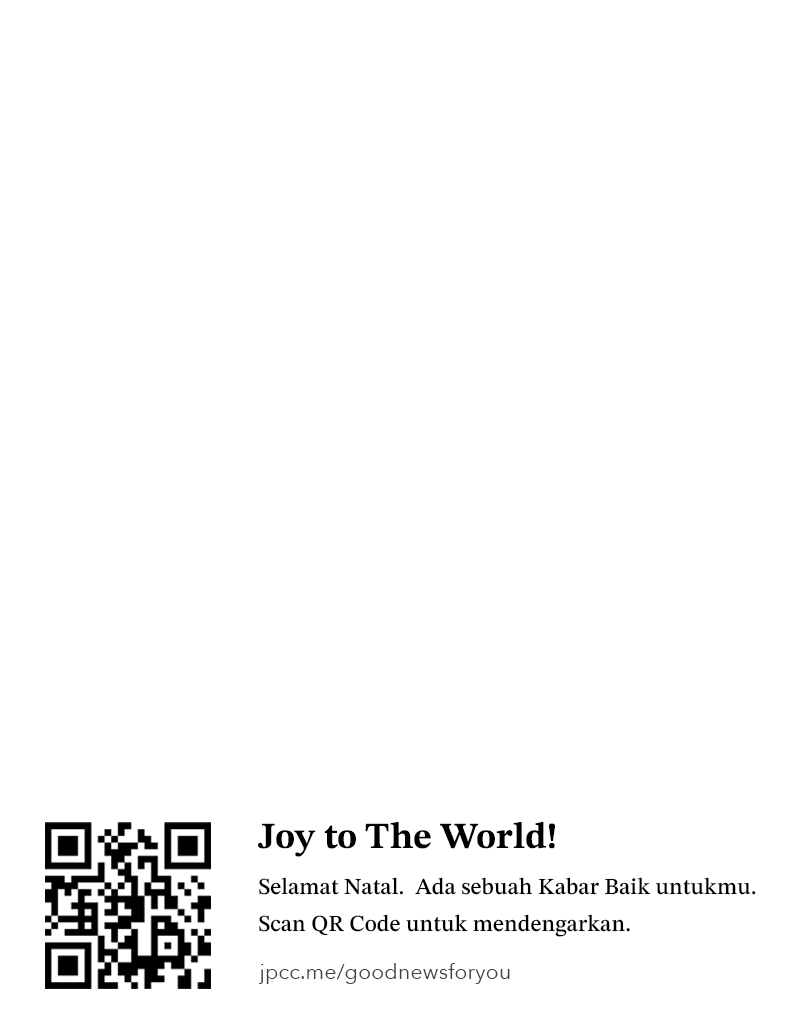 Joy to The World!
Selamat Natal.  Ada sebuah Kabar Baik untukmu.
Scan QR Code untuk mendengarkan.
jpcc.me/goodnewsforyou